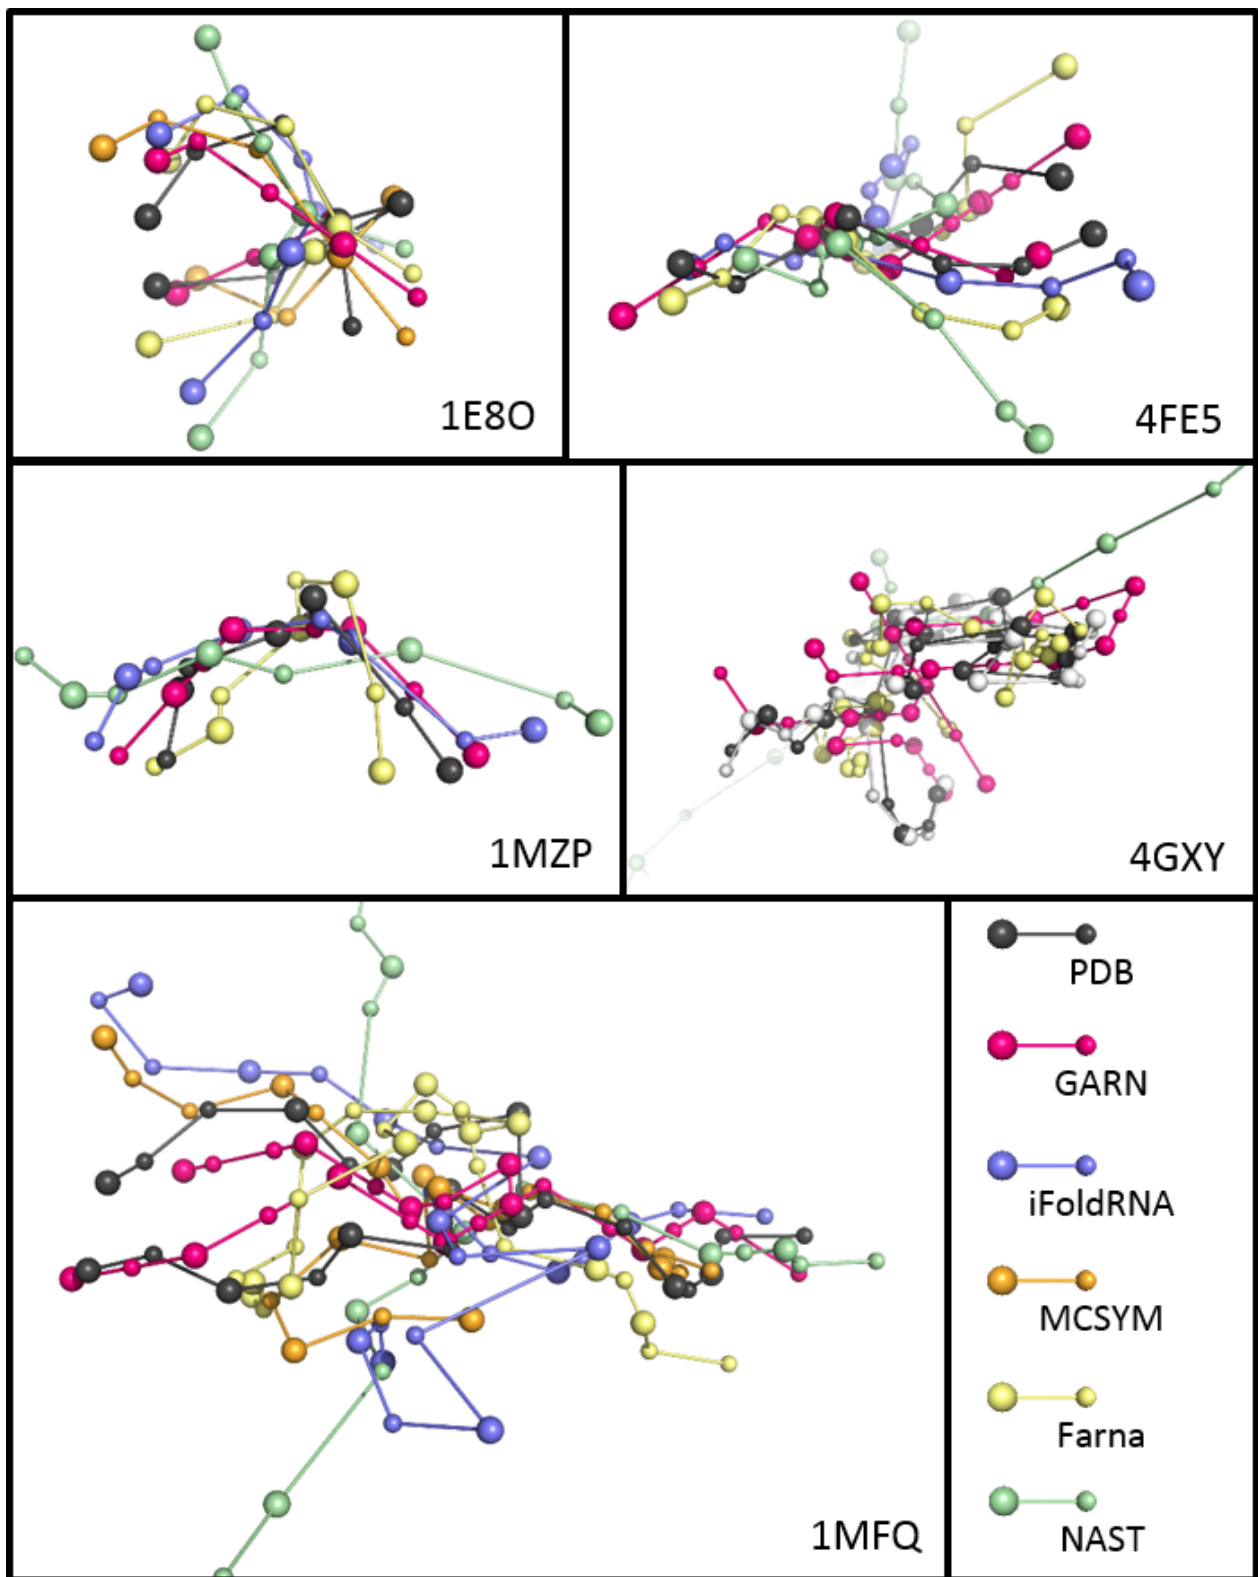 1E8O
4FE5
1MZP
4GXY
1MFQ
PDB
GARN
iFoldRNA
MCSYM
Farna
NAST